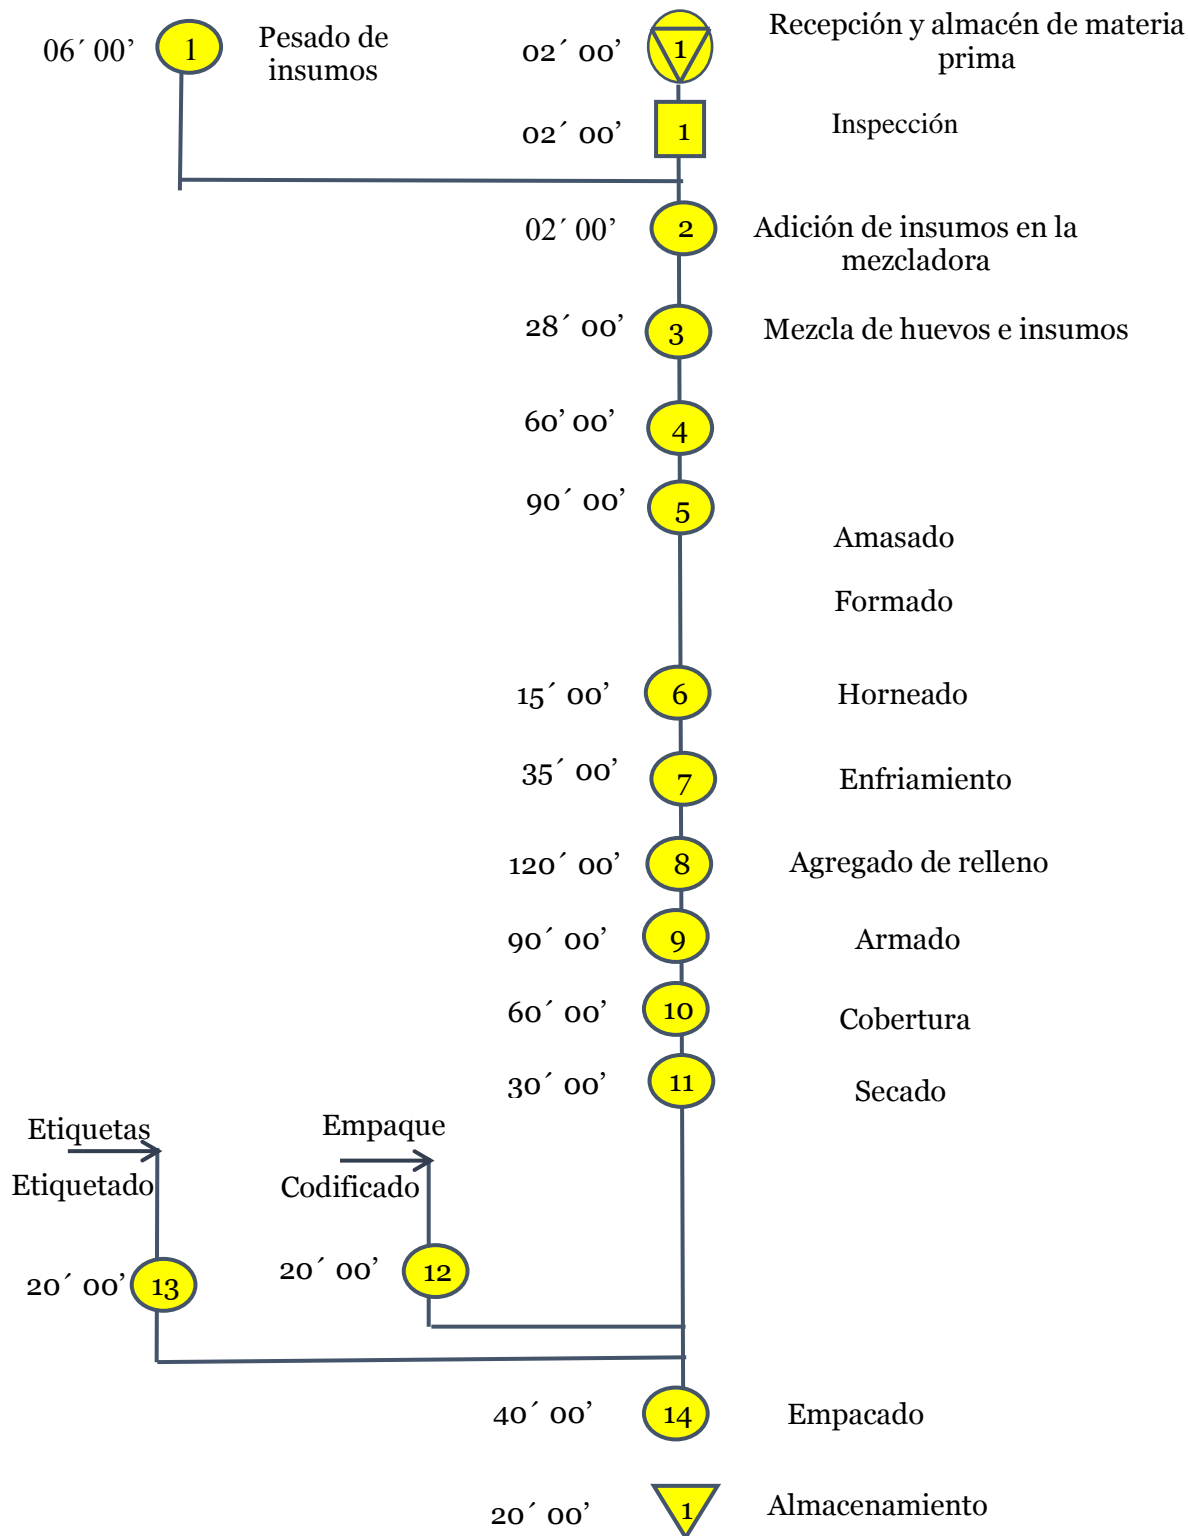 06´ 00’
1
Pesado de
insumos
02´ 00’
1
Recepción y almacén de materia
prima
02´ 00’
1
Inspección
02´ 00’
2
Adición de insumos en la
mezcladora
28´ 00’
3
Mezcla de huevos e insumos
60’ 00’
4
90´ 00’
5
Amasado
Formado
15´ 00’
6
Horneado
35´ 00’
7
Enfriamiento
120´ 00’
8
Agregado de relleno
90´ 00’
9
Armado
60´ 00’
10
Cobertura
30´ 00’
11
Secado
Etiquetas
Etiquetado
Empaque
Codificado
20´ 00’
13
20´ 00’
12
40´ 00’
14
Empacado
20´ 00’
1
Almacenamiento